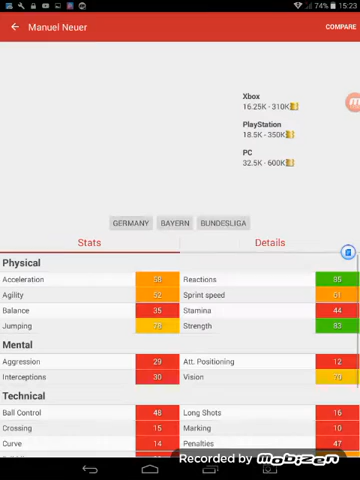 74% 15:23
Manuel Neuer COMPARE
Xbox
16.25K - 310K
PlayStation
18.5K - 350K
PC
32.5K - 600K
GERMANY BAYERN BUNDESLIGA
Stats Details
Physical
Acceleration 58 Reactions 85
Agility 52 Sprint speed 61
Balance 35 Stamina 44
Jumping 78 Strength 83
Mental
Aggression 29 Att. Positioning 12
Interceptions 30 Vision 70
Technical
Ball Control 48 Long Shots 16
Crossing 15 Marking 10
Curve 14 Penalties 47
Recorded by mobizen